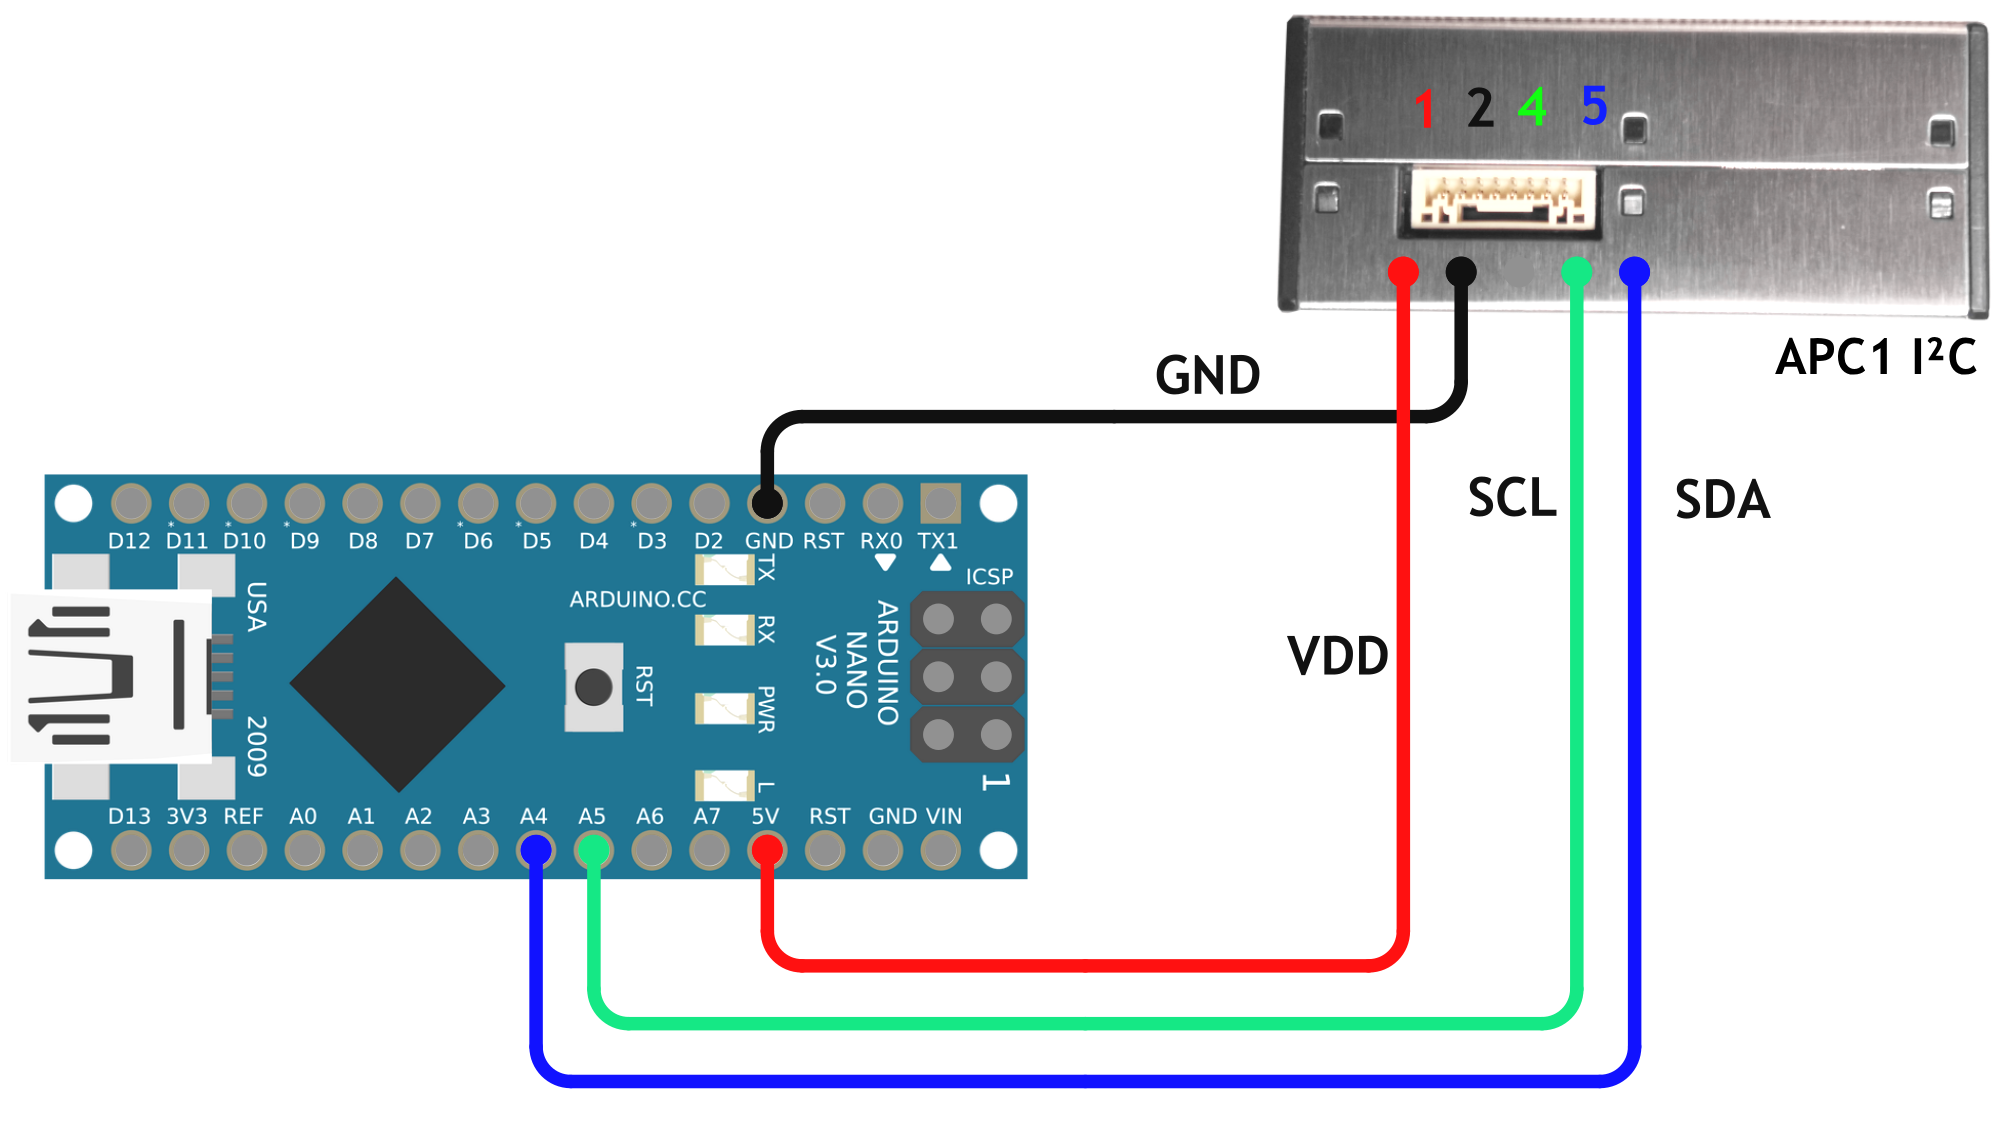 1 2 4 5
APC1 I²C
GND
SCL
SDA
VDD
D12 D11 D10 D9 D8 D7 D6 D5 D4 D3 D2 GND RST RX0 TX1
* * * * * *
ICSP
USA
2009
ARDUINO.CC
RST
TX
RX
PWR
L
ARDUINO
NANO
V3.0
1
D13 3V3 REF A0 A1 A2 A3 A4 A5 A6 A7 5V RST GND VIN